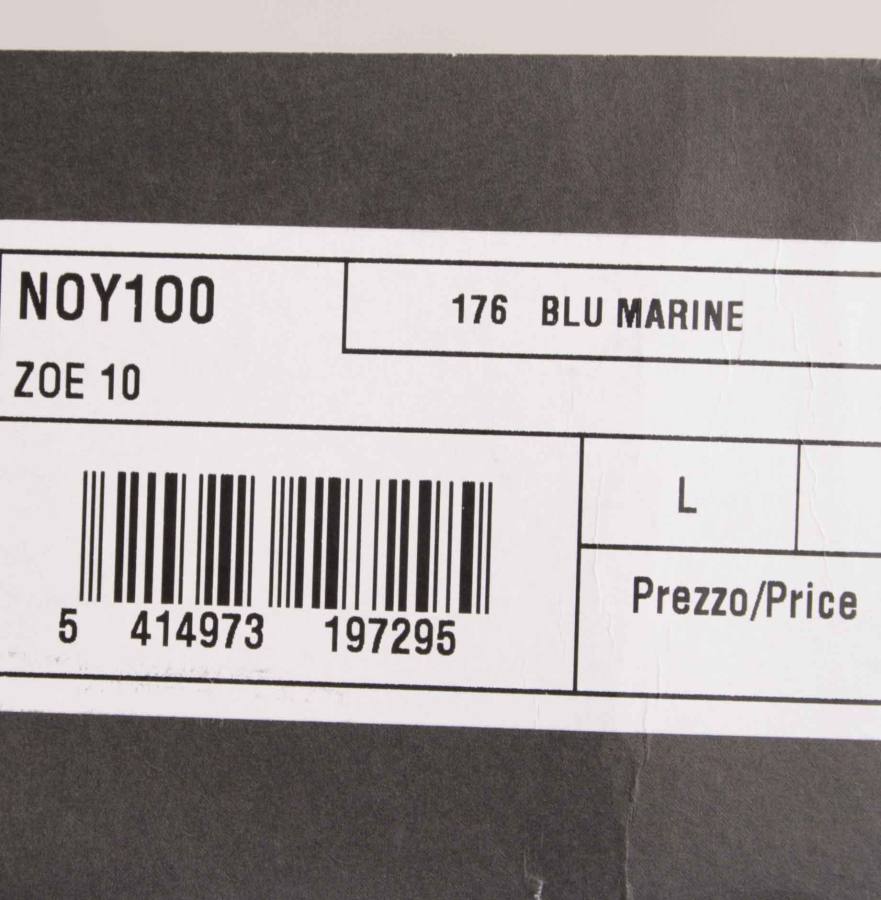 NOY100
176 BLU MARINE
ZOE 10
L
Prezzo/Price
5 414973 197295